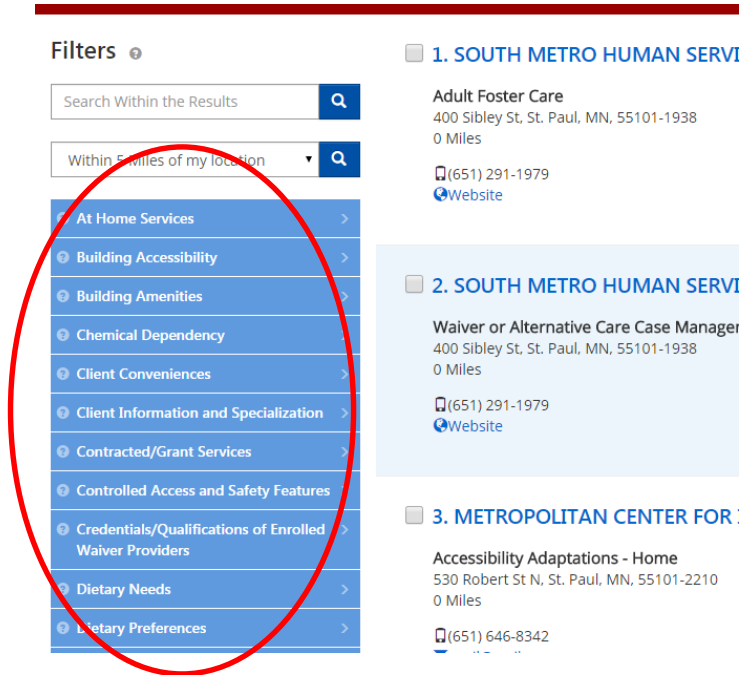 Filters
Search Within the Results
Within 5 Miles of my location
At Home Services
Building Accessibility
Building Amenities
Chemical Dependency
Client Conveniences
Client Information and Specialization
Contracted/Grant Services
Controlled Access and Safety Features
Credentials/Qualifications of Enrolled
Waiver Providers
Dietary Needs
Dietary Preferences
1. SOUTH METRO HUMAN SERVI
Adult Foster Care
400 Sibley St, St. Paul, MN, 55101-1938
0 Miles
(651) 291-1979
Website
2. SOUTH METRO HUMAN SERVI
Waiver or Alternative Care Case Manager
400 Sibley St, St. Paul, MN, 55101-1938
0 Miles
(651) 291-1979
Website
3. METROPOLITAN CENTER FOR
Accessibility Adaptations - Home
530 Robert St N, St. Paul, MN, 55101-2210
0 Miles
(651) 646-8342